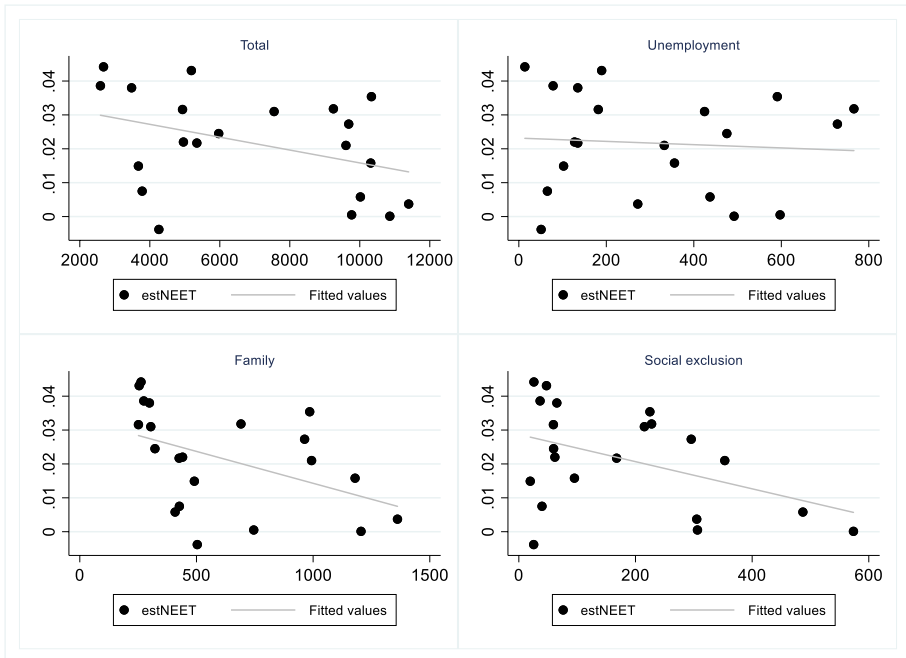 Total
.04
.03
.02
.01
0
2000 4000 6000 8000 10000 12000
estNEET Fitted values
Unemployment
.04
.03
.02
.01
0
0 200 400 600 800
estNEET Fitted values
Family
.04
.03
.02
.01
0
0 500 1000 1500
estNEET Fitted values
Social exclusion
.04
.03
.02
.01
0
0 200 400 600
estNEET Fitted values